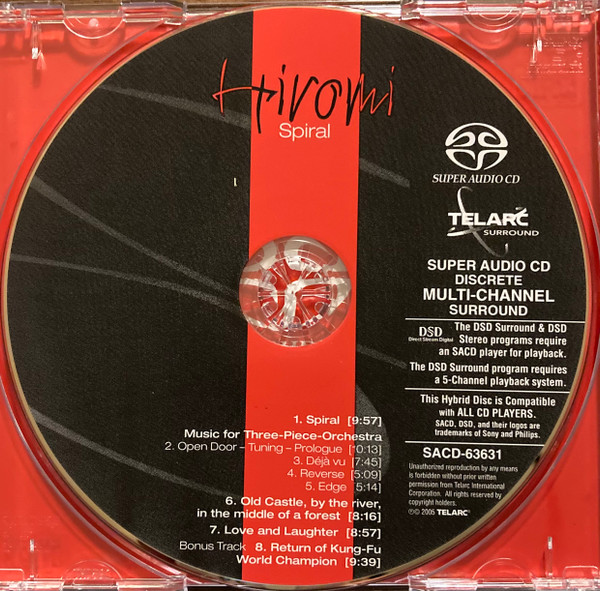 Hiromi
Spiral
SUPER AUDIO CD
TELARC
SURROUND
SUPER AUDIO CD
DISCRETE
MULTI-CHANNEL
SURROUND
DSD
Direct Stream Digital
The DSD Surround & DSD
Stereo programs require
an SACD player for playback.
The DSD Surround program requires
a 5-Channel playback system.
This Hybrid Disc is Compatible
with ALL CD PLAYERS.
SACD, DSD, and their logos are
trademarks of Sony and Philips.
SACD-63631
Unauthorized reproduction by any means
is forbidden without prior written
permission from Telarc International
Corporation. All rights reserved by
copyright holders.
℗© 2006 TELARC®
1. Spiral [9:57]
Music for Three-Piece-Orchestra
2. Open Door – Tuning – Prologue [10:13]
3. Déjà vu [7:45]
4. Reverse [5:09]
5. Edge [5:14]
6. Old Castle, by the river,
in the middle of a forest [8:16]
7. Love and Laughter [8:57]
Bonus Track 8. Return of Kung-Fu
World Champion [9:39]